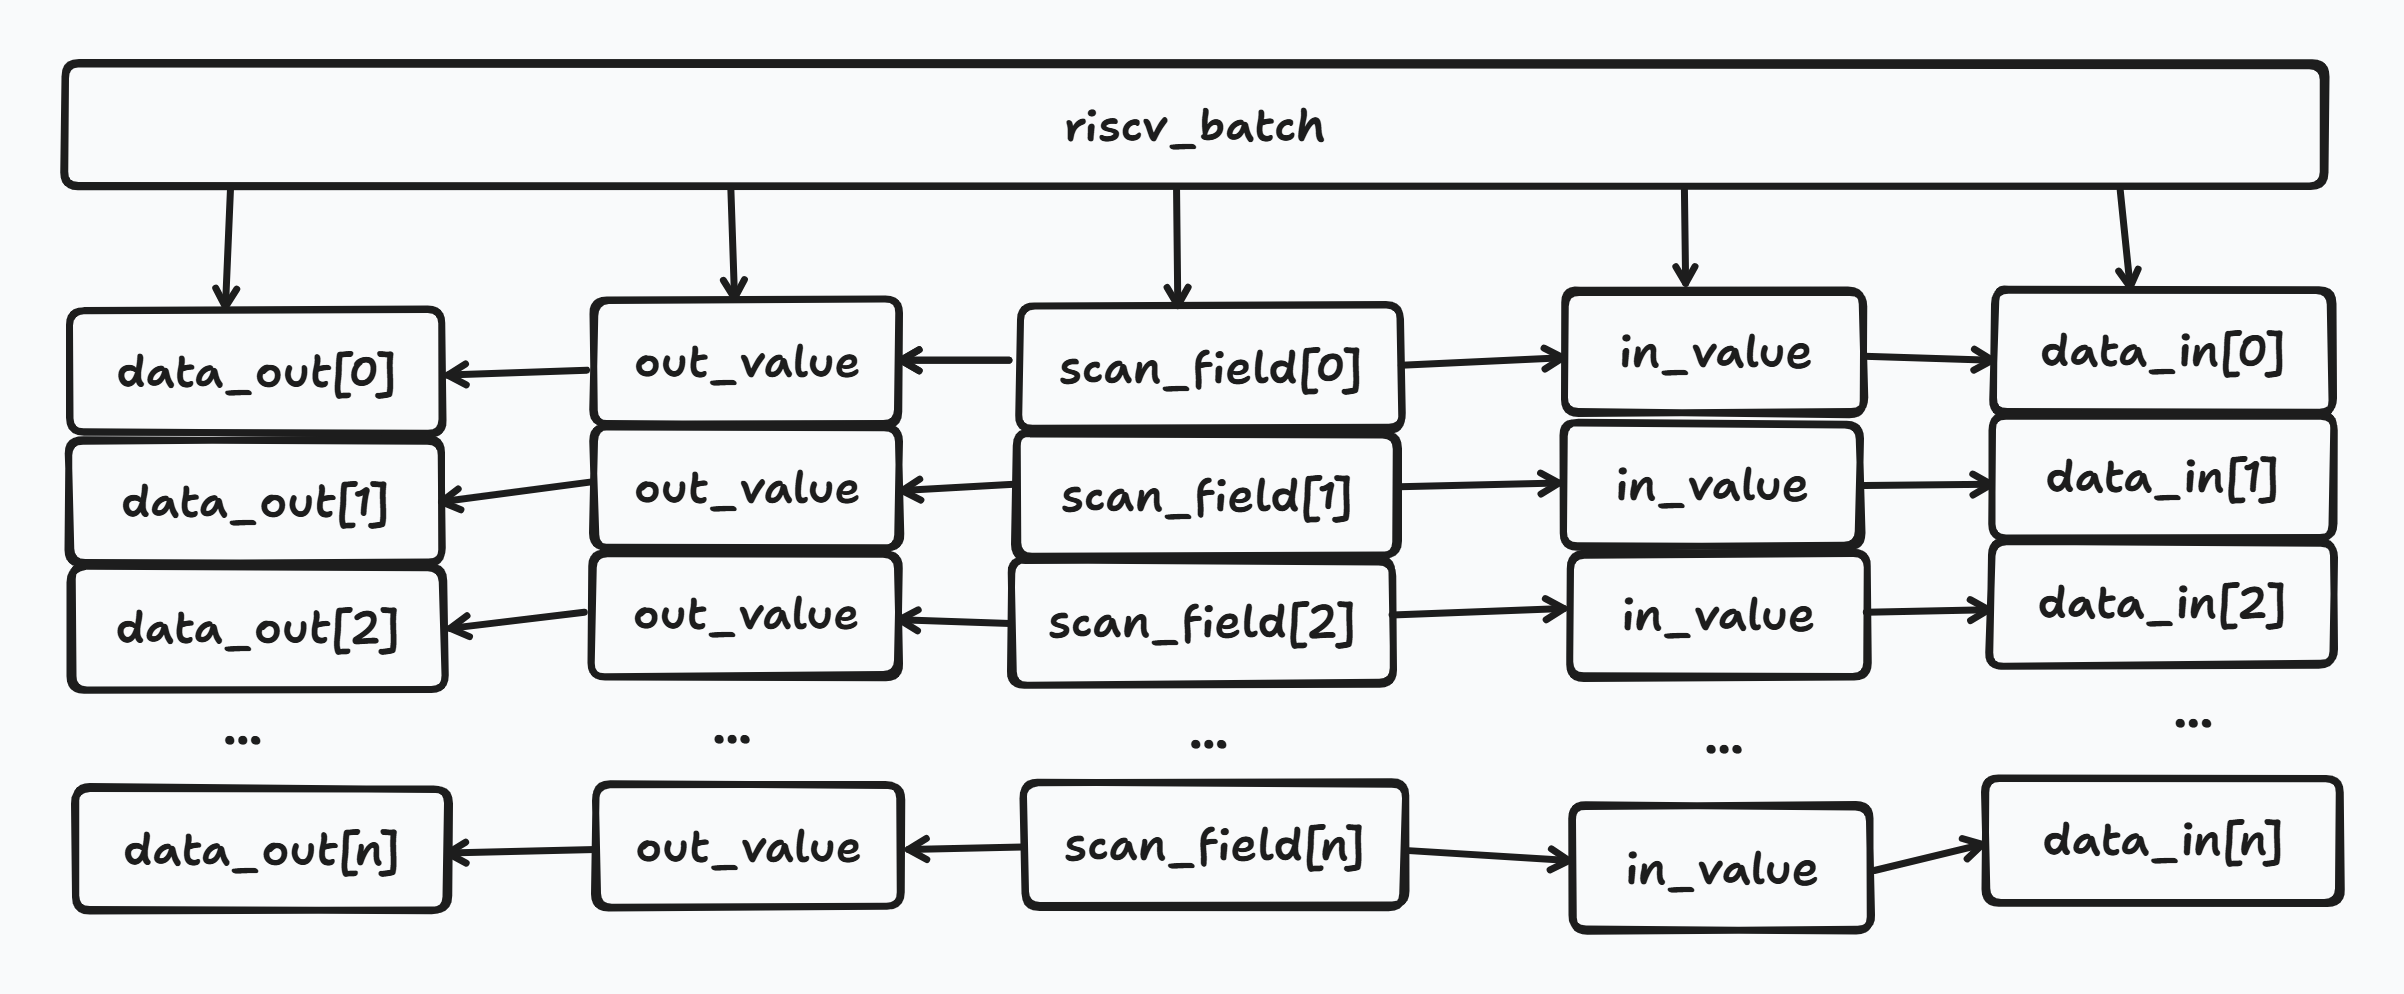 riscv_batch
data_out[0] out_value scan_field[0] in_value data_in[0]
data_out[1] out_value scan_field[1] in_value data_in[1]
data_out[2] out_value scan_field[2] in_value data_in[2]
... ... ... ... ...
data_out[n] out_value scan_field[n] in_value data_in[n]